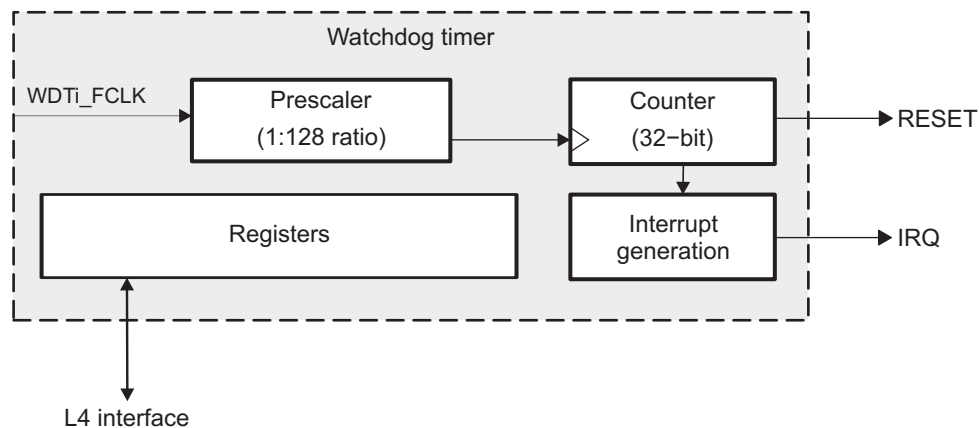 Watchdog timer
WDTi_FCLK
Prescaler
(1:128 ratio)
Counter
(32−bit)
RESET
Registers
Interrupt
generation
IRQ
L4 interface